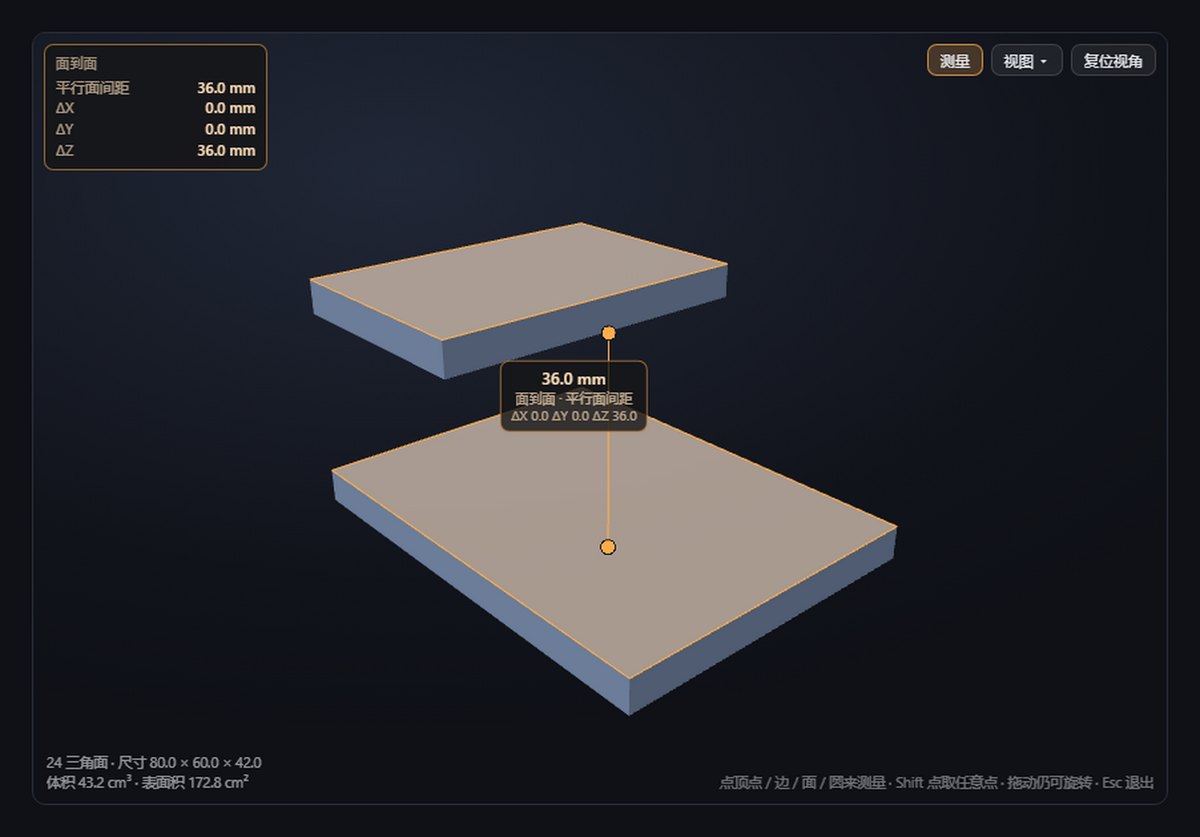 面到面
平行面间距 36.0 mm
ΔX 0.0 mm
ΔY 0.0 mm
ΔZ 36.0 mm
测量 视图 复位视角
36.0 mm
面到面 · 平行面间距
ΔX 0.0 ΔY 0.0 ΔZ 36.0
24 三角面 · 尺寸 80.0 × 60.0 × 42.0
体积 43.2 cm³ · 表面积 172.8 cm²
点顶点 / 边 / 面 / 圆来测量 · Shift 点取任意点 · 拖动仍可旋转 · Esc 退出